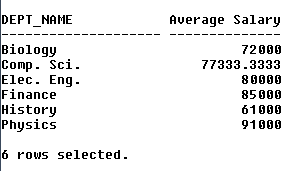 DEPT_NAME Average Salary
-------------------- --------------
Biology 72000
Comp. Sci. 77333.3333
Elec. Eng. 80000
Finance 85000
History 61000
Physics 91000
6 rows selected.